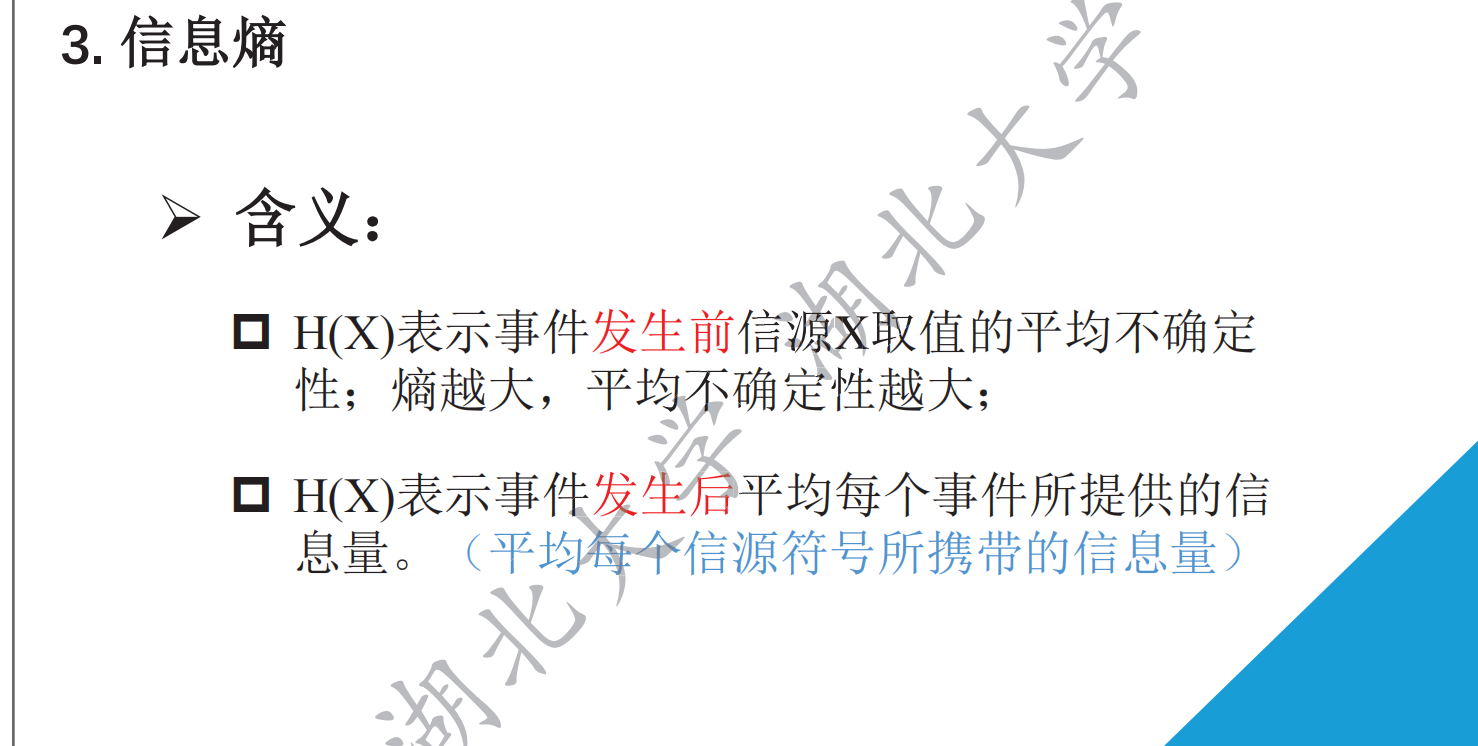 3. 信息熵
含义：
H(X)表示事件发生前信源X取值的平均不确定
性；熵越大，平均不确定性越大；
H(X)表示事件发生后平均每个事件所提供的信
息量。（平均每个信源符号所携带的信息量）
湖北大学
湖北大学